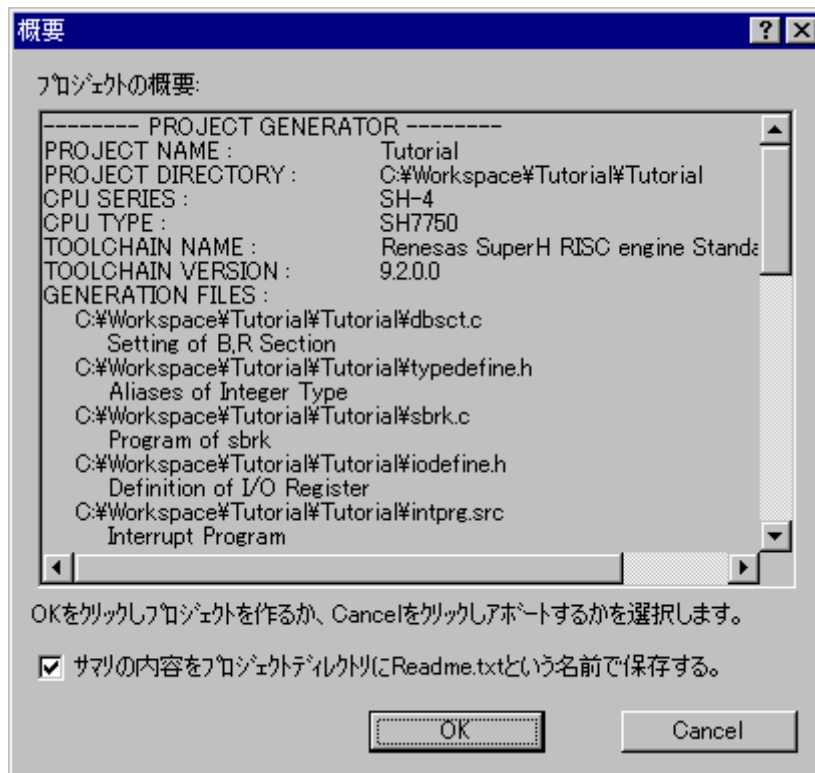 概要
プロジェクトの概要:
-------- PROJECT GENERATOR --------
PROJECT NAME : Tutorial
PROJECT DIRECTORY : C:¥Workspace¥Tutorial¥Tutorial
CPU SERIES : SH-4
CPU TYPE : SH7750
TOOLCHAIN NAME : Renesas SuperH RISC engine Standa
TOOLCHAIN VERSION : 9.2.0.0
GENERATION FILES :
C:¥Workspace¥Tutorial¥Tutorial¥dbsct.c
Setting of B,R Section
C:¥Workspace¥Tutorial¥Tutorial¥typedefine.h
Aliases of Integer Type
C:¥Workspace¥Tutorial¥Tutorial¥sbrk.c
Program of sbrk
C:¥Workspace¥Tutorial¥Tutorial¥iodefine.h
Definition of I/O Register
C:¥Workspace¥Tutorial¥Tutorial¥intprg.src
Interrupt Program
OKをクリックしプロジェクトを作るか、Cancelをクリックしアボートするかを選択します。
サマリの内容をプロジェクトディレクトリにReadme.txtという名前で保存する。
OK Cancel